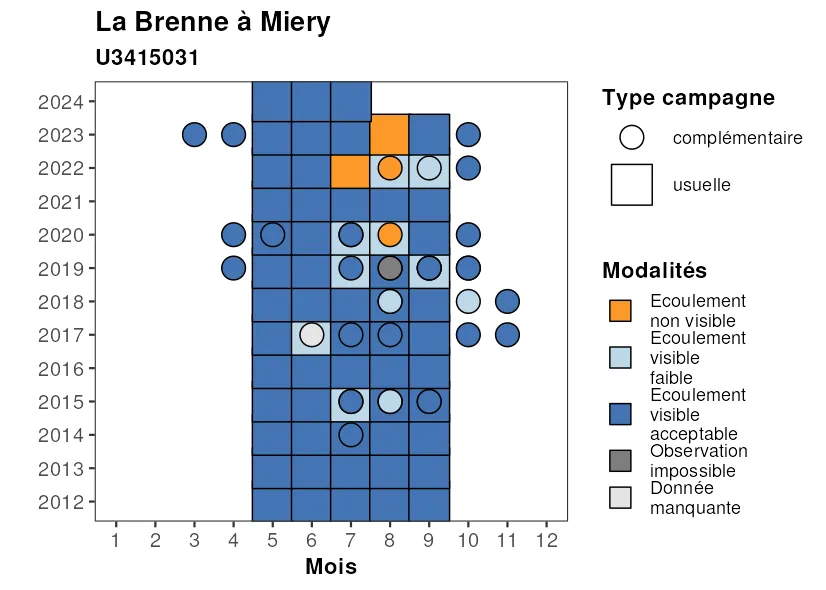 La Brenne à Miery
U3415031
2024
2023
2022
2021
2020
2019
2018
2017
2016
2015
2014
2013
2012
1 2 3 4 5 6 7 8 9 10 11 12
Mois
Type campagne
complémentaire
usuelle
Modalités
Ecoulement
non visible
Ecoulement
visible
faible
Ecoulement
visible
acceptable
Observation
impossible
Donnée
manquante